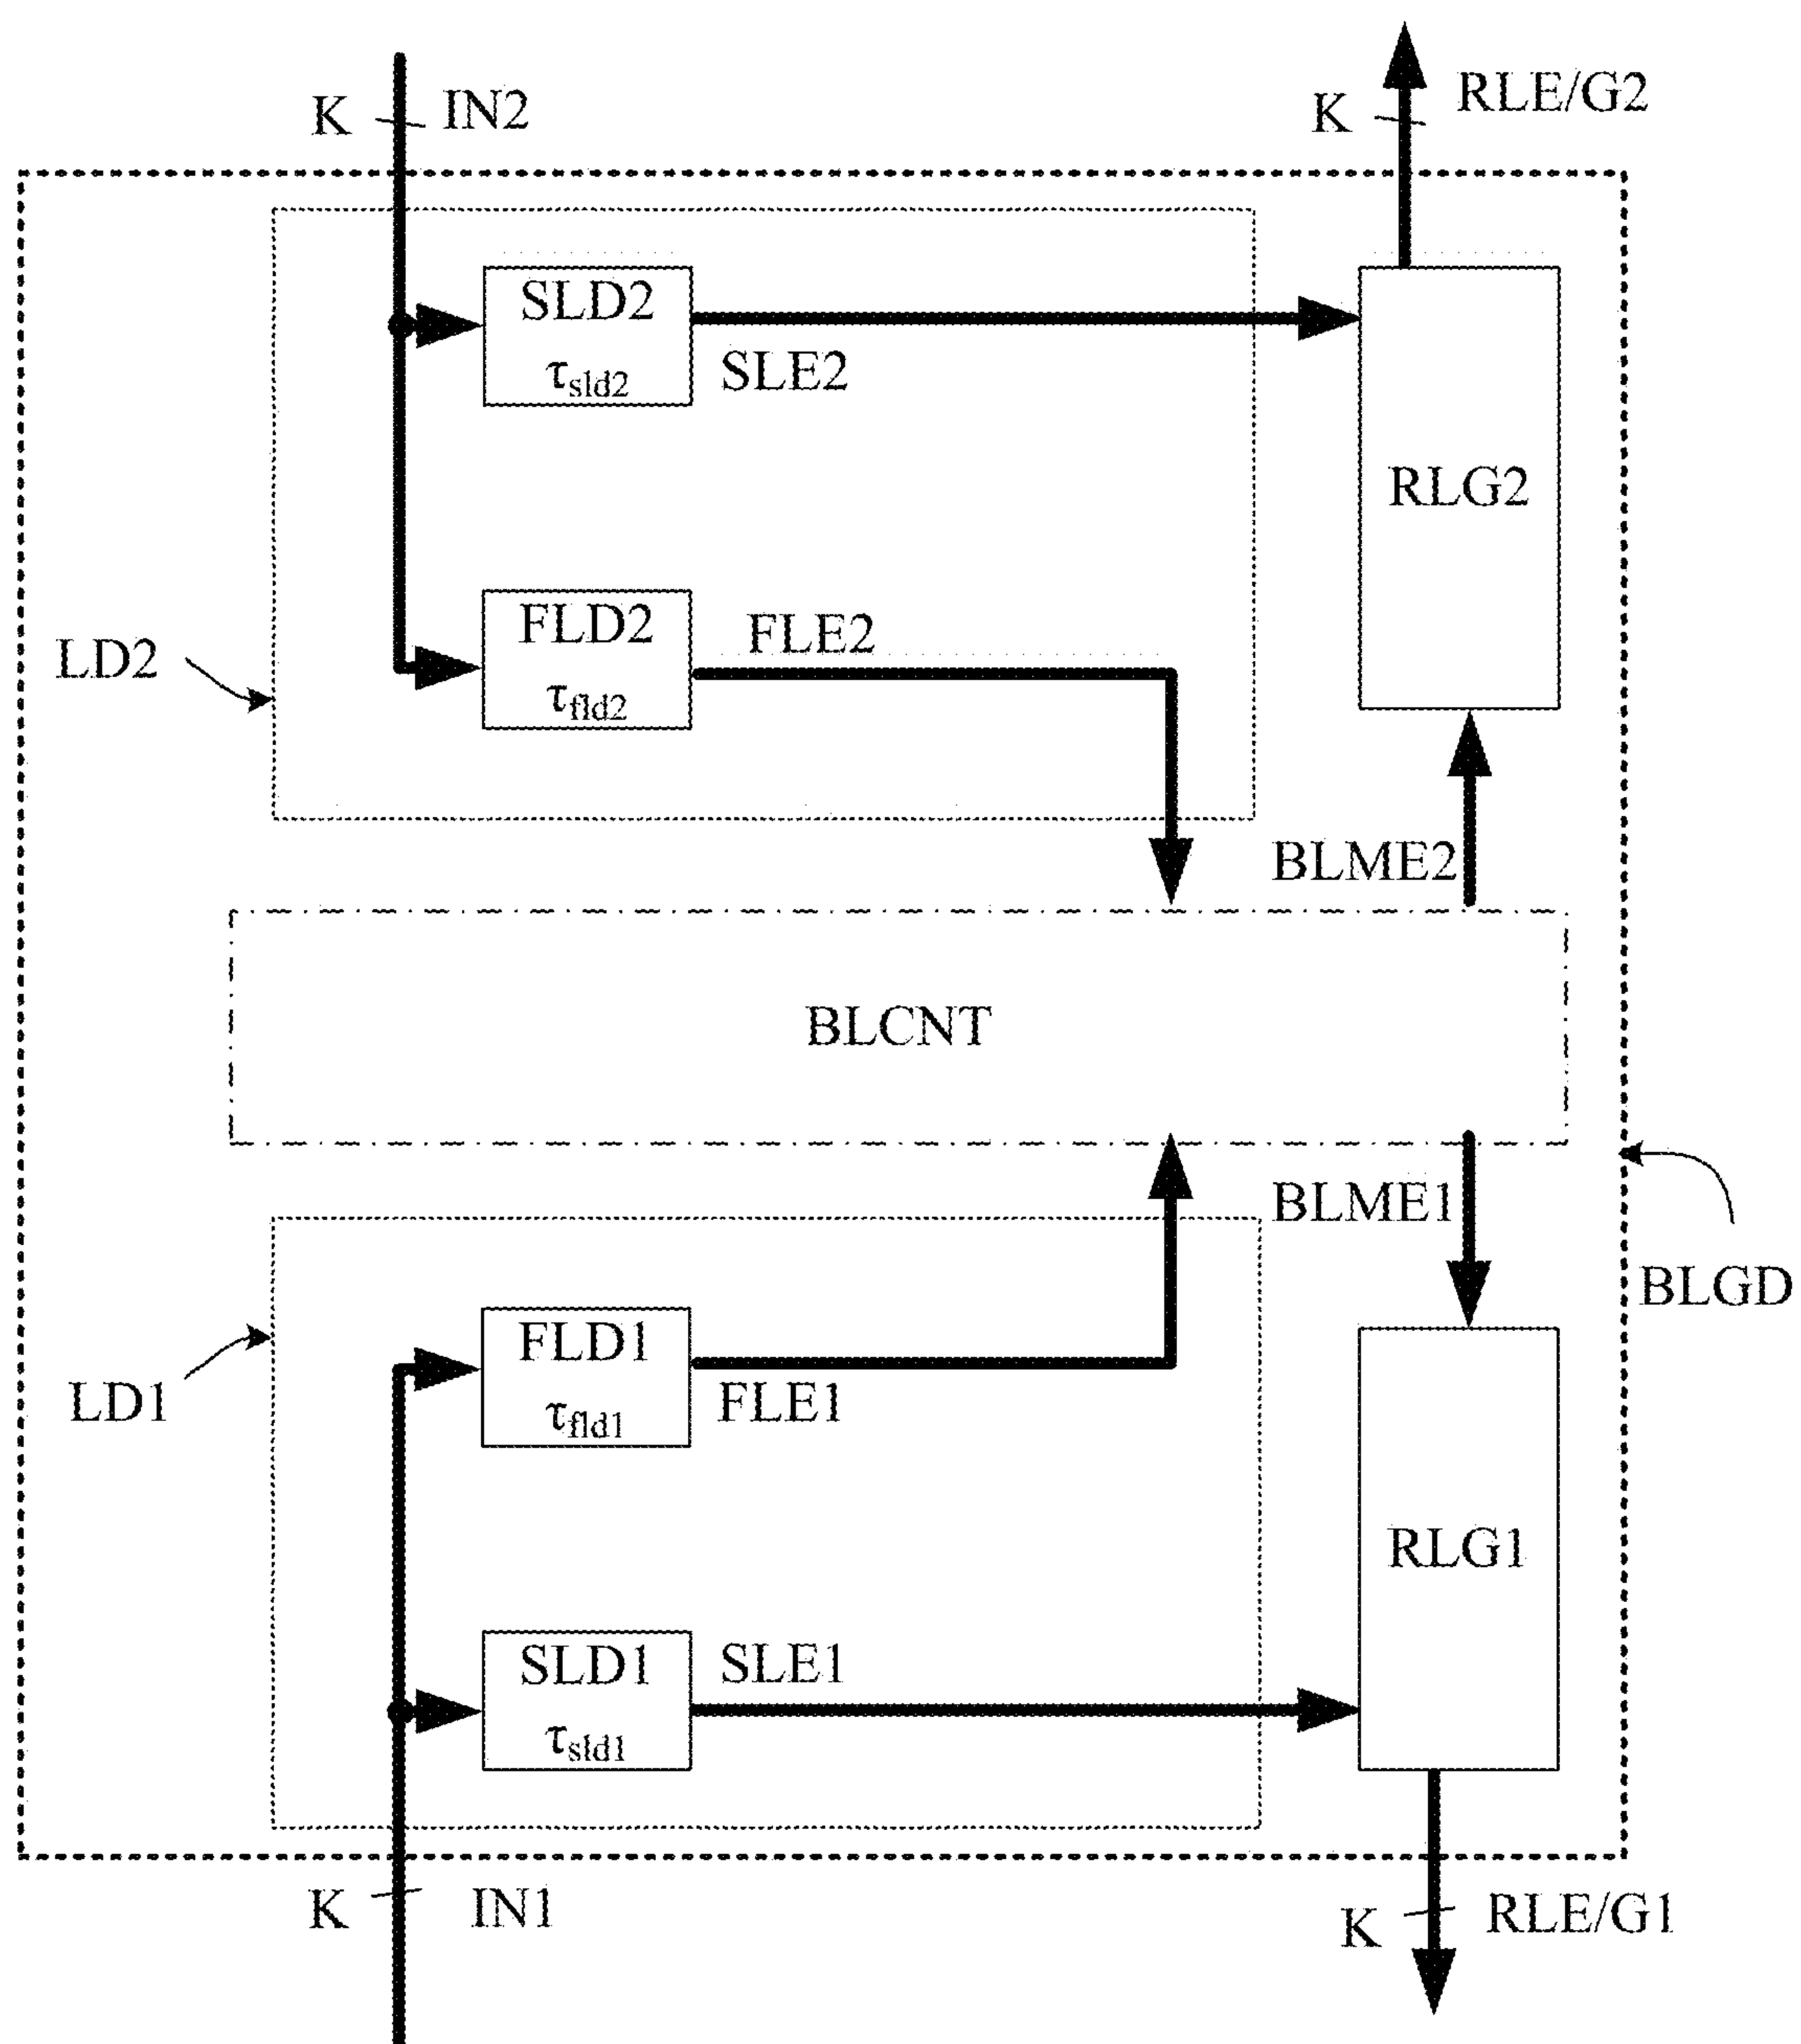 K IN2
K RLE/G2
SLD2
τsld2
SLE2
RLG2
FLD2
τfld2
FLE2
LD2
BLME2
BLCNT
BLME1
BLGD
FLD1
τfld1
FLE1
LD1
RLG1
SLD1
τsld1
SLE1
K IN1
K RLE/G1